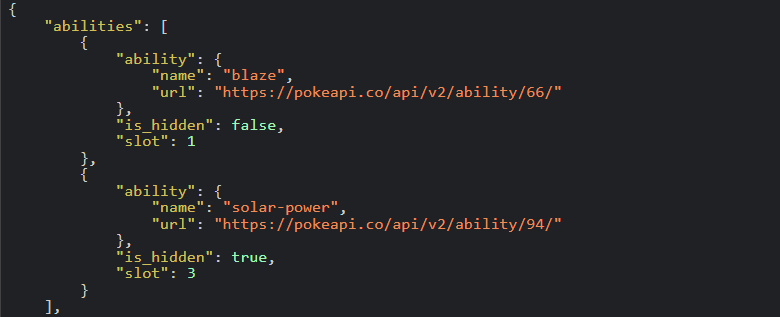 {
    "abilities": [
        {
            "ability": {
                "name": "blaze",
                "url": "https://pokeapi.co/api/v2/ability/66/"
            },
            "is_hidden": false,
            "slot": 1
        },
        {
            "ability": {
                "name": "solar-power",
                "url": "https://pokeapi.co/api/v2/ability/94/"
            },
            "is_hidden": true,
            "slot": 3
        }
    ],